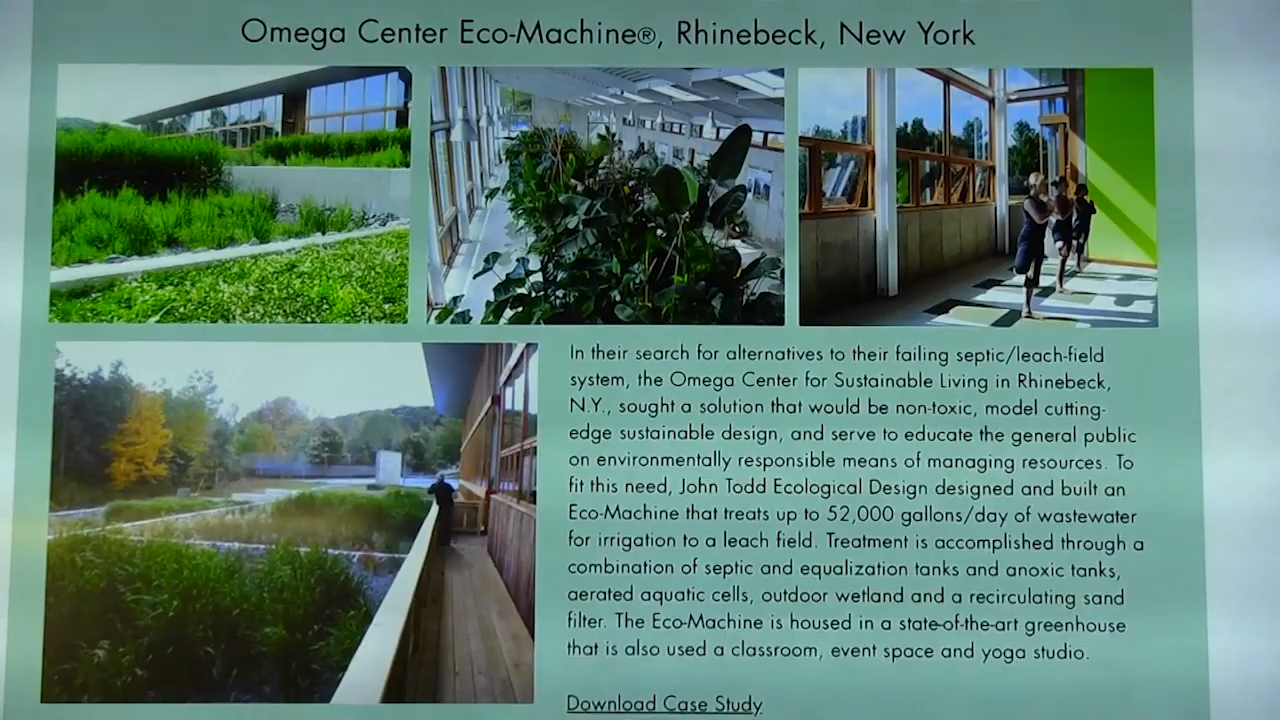 Omega Center Eco-Machine®, Rhinebeck, New York
In their search for alternatives to their failing septic/leach-field
system, the Omega Center for Sustainable Living in Rhinebeck,
N.Y., sought a solution that would be non-toxic, model cutting-
edge sustainable design, and serve to educate the general public
on environmentally responsible means of managing resources. To
fit this need, John Todd Ecological Design designed and built an
Eco-Machine that treats up to 52,000 gallons/day of wastewater
for irrigation to a leach field. Treatment is accomplished through a
combination of septic and equalization tanks and anoxic tanks,
aerated aquatic cells, outdoor wetland and a recirculating sand
filter. The Eco-Machine is housed in a state-of-the-art greenhouse
that is also used a classroom, event space and yoga studio.
Download Case Study